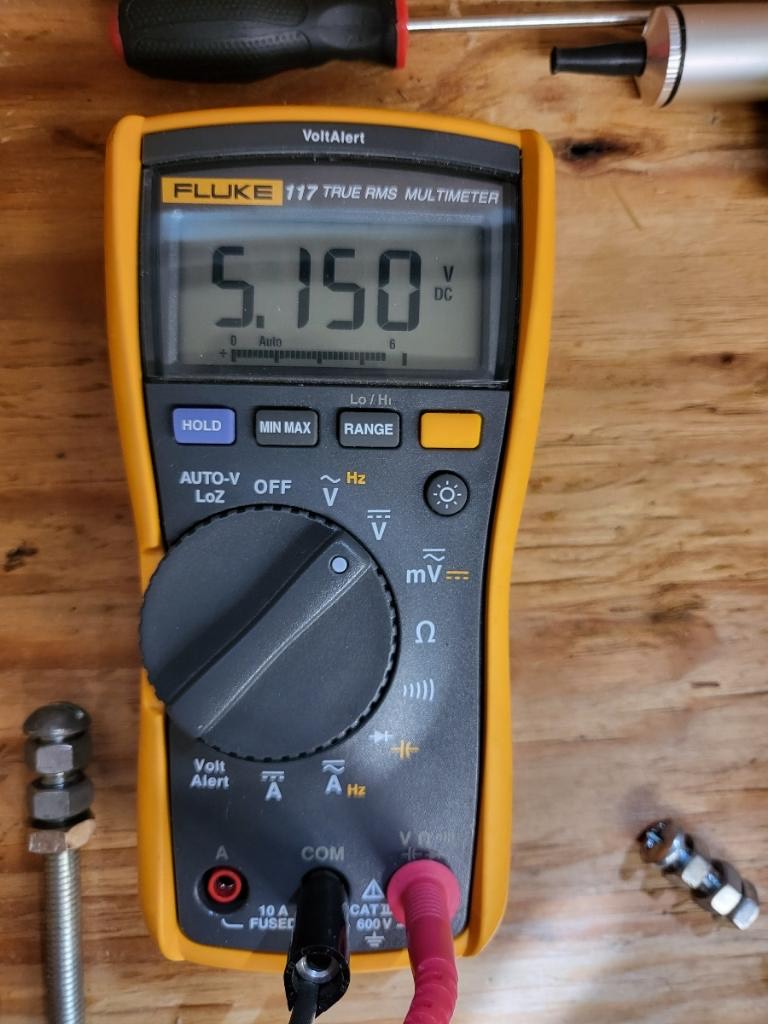 VoltAlert
FLUKE 117 TRUE RMS MULTIMETER
5.150 V DC
0 Auto 6
+
Lo / Hi
HOLD MIN MAX RANGE
AUTO-V LoZ OFF V Hz
V
mV
Ω
Volt Alert A A Hz
A COM V Ω
10 A FUSED CAT 600 V